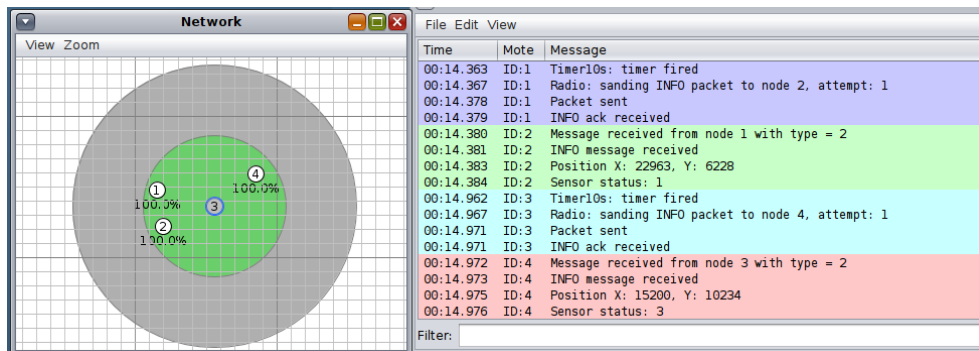 Network
View Zoom
1
100.0%
2
100.0%
3
4
100.0%
File Edit View
Time Mote Message
00:14.363 ID:1 Timer10s: timer fired
00:14.367 ID:1 Radio: sanding INFO packet to node 2, attempt: 1
00:14.378 ID:1 Packet sent
00:14.379 ID:1 INFO ack received
00:14.380 ID:2 Message received from node 1 with type = 2
00:14.381 ID:2 INFO message received
00:14.383 ID:2 Position X: 22963, Y: 6228
00:14.384 ID:2 Sensor status: 1
00:14.962 ID:3 Timer10s: timer fired
00:14.967 ID:3 Radio: sanding INFO packet to node 4, attempt: 1
00:14.971 ID:3 Packet sent
00:14.971 ID:3 INFO ack received
00:14.972 ID:4 Message received from node 3 with type = 2
00:14.973 ID:4 INFO message received
00:14.975 ID:4 Position X: 15200, Y: 10234
00:14.976 ID:4 Sensor status: 3
Filter: